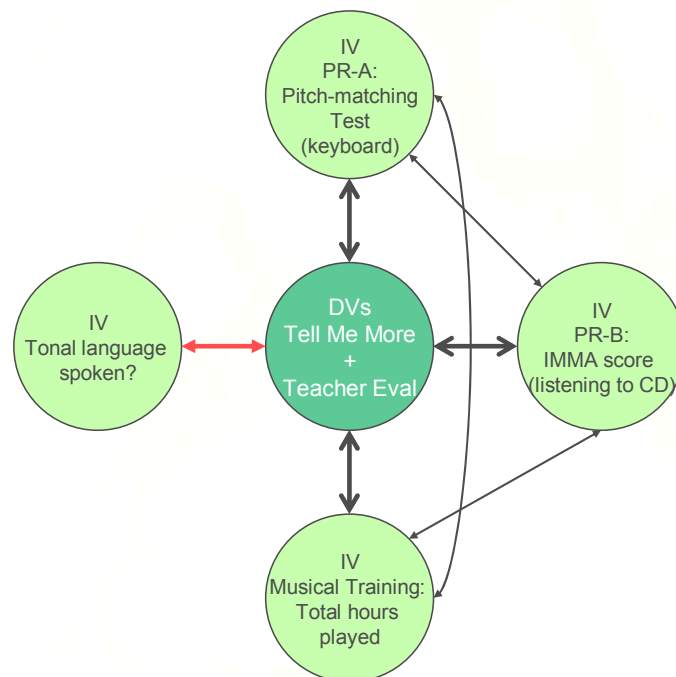 IV
PR-A:
Pitch-matching
Test
(keyboard)
IV
Tonal language
spoken?
DVs
Tell Me More
+
Teacher Eval
IV
PR-B:
IMMA score
(listening to CD)
IV
Musical Training:
Total hours
played